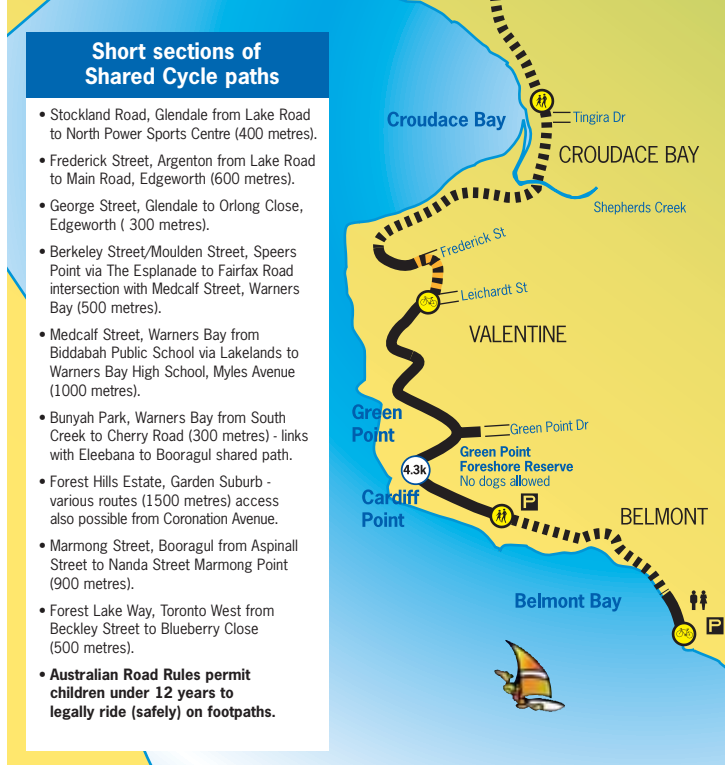 Short sections of
Shared Cycle paths
• Stockland Road, Glendale from Lake Road
to North Power Sports Centre (400 metres).
• Frederick Street, Argenton from Lake Road
to Main Road, Edgeworth (600 metres).
• George Street, Glendale to Orlong Close,
Edgeworth ( 300 metres).
• Berkeley Street/Moulden Street, Speers
Point via The Esplanade to Fairfax Road
intersection with Medcalf Street, Warners
Bay (500 metres).
• Medcalf Street, Warners Bay from
Biddabah Public School via Lakelands to
Warners Bay High School, Myles Avenue
(1000 metres).
• Bunyah Park, Warners Bay from South
Creek to Cherry Road (300 metres) - links
with Eleebana to Booragul shared path.
• Forest Hills Estate, Garden Suburb -
various routes (1500 metres) access
also possible from Coronation Avenue.
• Marmong Street, Booragul from Aspinall
Street to Nanda Street Marmong Point
(900 metres).
• Forest Lake Way, Toronto West from
Beckley Street to Blueberry Close
(500 metres).
• Australian Road Rules permit
children under 12 years to
legally ride (safely) on footpaths.
Croudace Bay
Tingira Dr
CROUDACE BAY
Shepherds Creek
Frederick St
Leichardt St
VALENTINE
Green
Point
Green Point Dr
Green Point
Foreshore Reserve
No dogs allowed
4.3k
Cardiff
Point
P
BELMONT
Belmont Bay
P